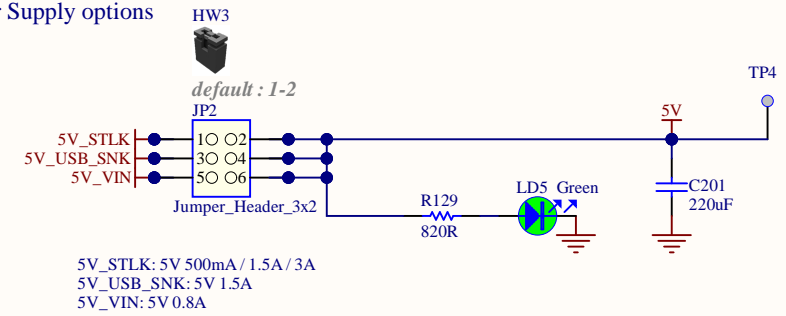 r Supply options
HW3
default : 1-2
JP2
TP4
5V
5V_STLK 1 2
5V_USB_SNK 3 4
5V_VIN 5 6
Jumper_Header_3x2
R129
820R
LD5 Green
C201
220uF
5V_STLK: 5V 500mA / 1.5A / 3A
5V_USB_SNK: 5V 1.5A
5V_VIN: 5V 0.8A